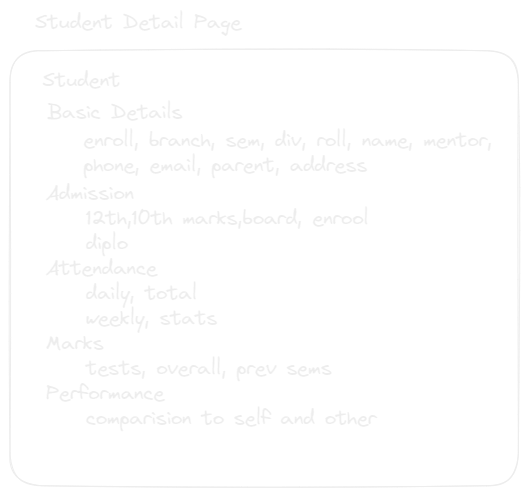 Student Detail Page
Student
Basic Details
enroll, branch, sem, div, roll, name, mentor,
phone, email, parent, address
Admission
12th,10th marks,board, enrool
diplo
Attendance
daily, total
weekly, stats
Marks
tests, overall, prev sems
Performance
comparision to self and other